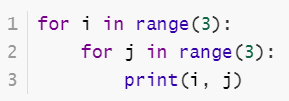 1 for i in range(3):
2     for j in range(3):
3         print(i, j)